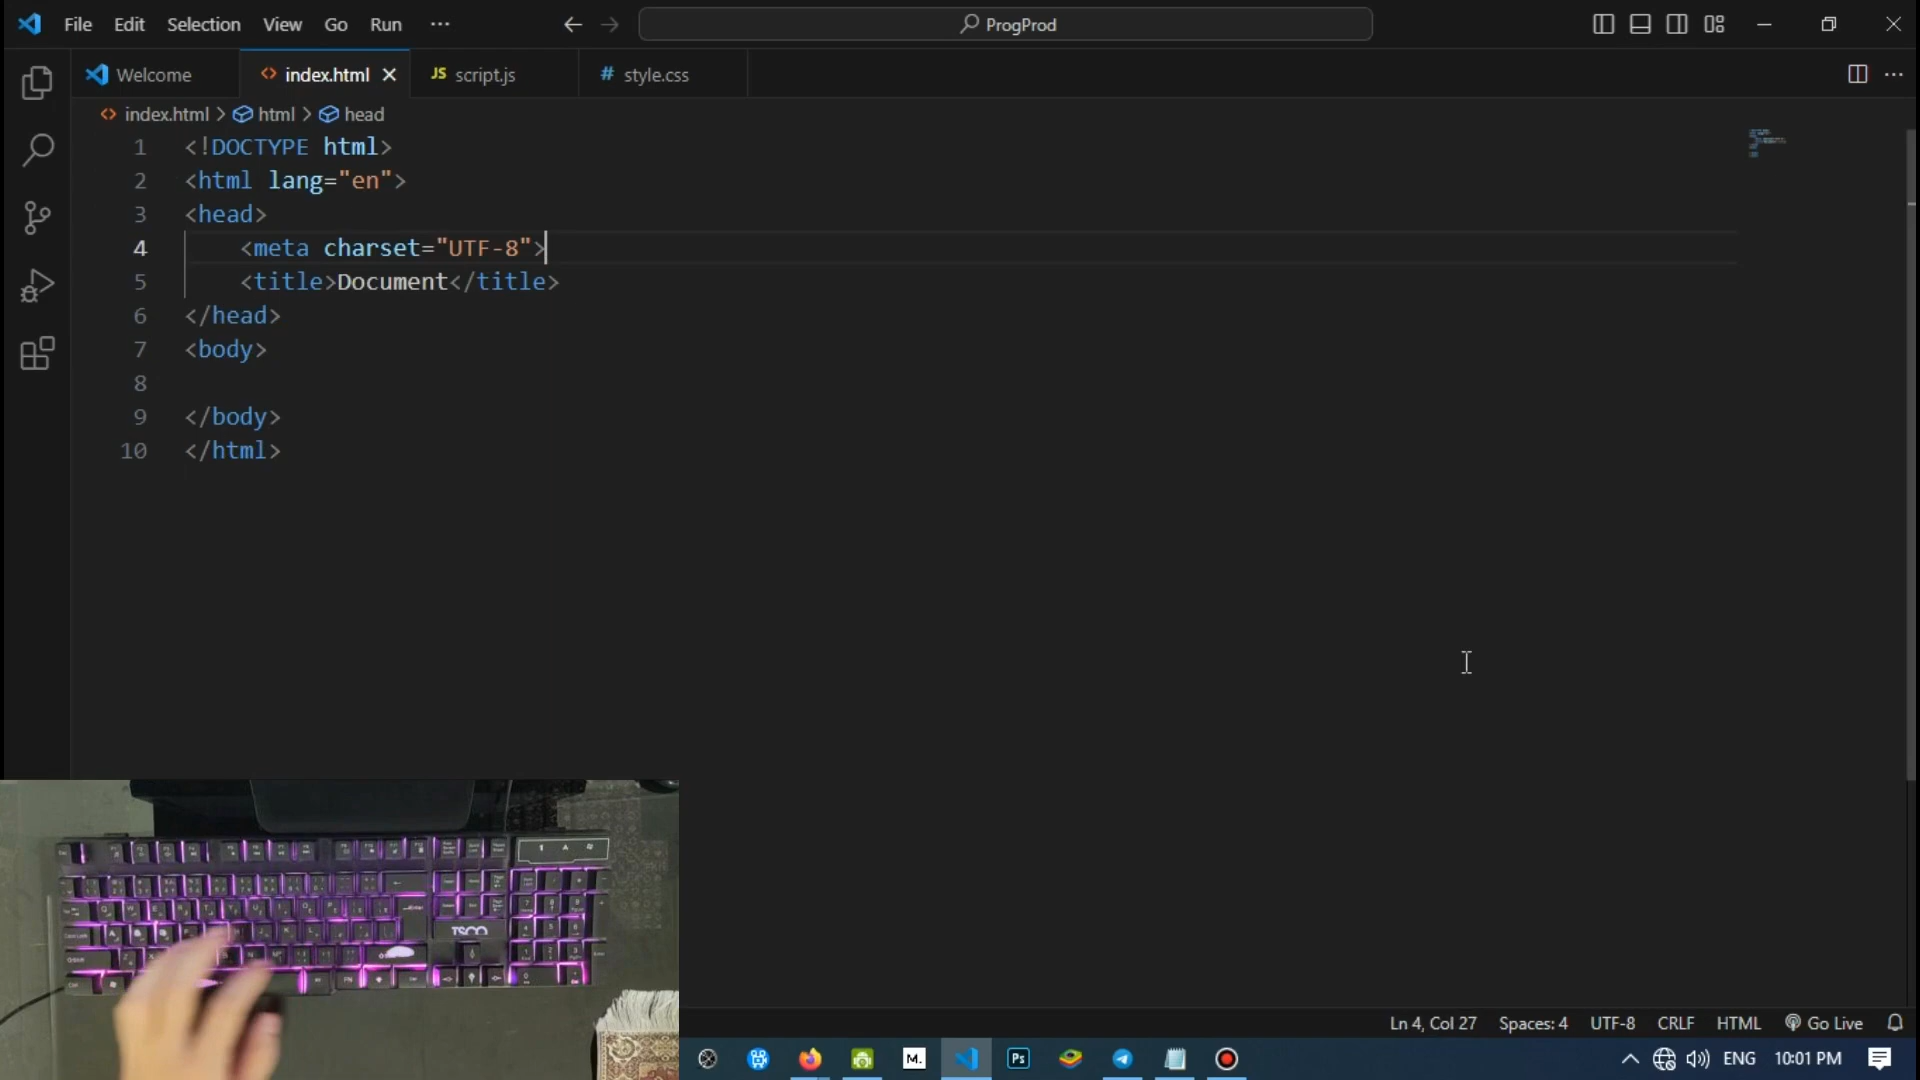 File Edit Selection View Go Run ··· ProgProd
Welcome index.html JS script.js # style.css
index.html > html > head
1 <!DOCTYPE html>
2 <html lang="en">
3 <head>
4 <meta charset="UTF-8">
5 <title>Document</title>
6 </head>
7 <body>
8
9 </body>
10 </html>
TSCO
Ln 4, Col 27 Spaces: 4 UTF-8 CRLF HTML Go Live
M. Ps ENG 10:01 PM